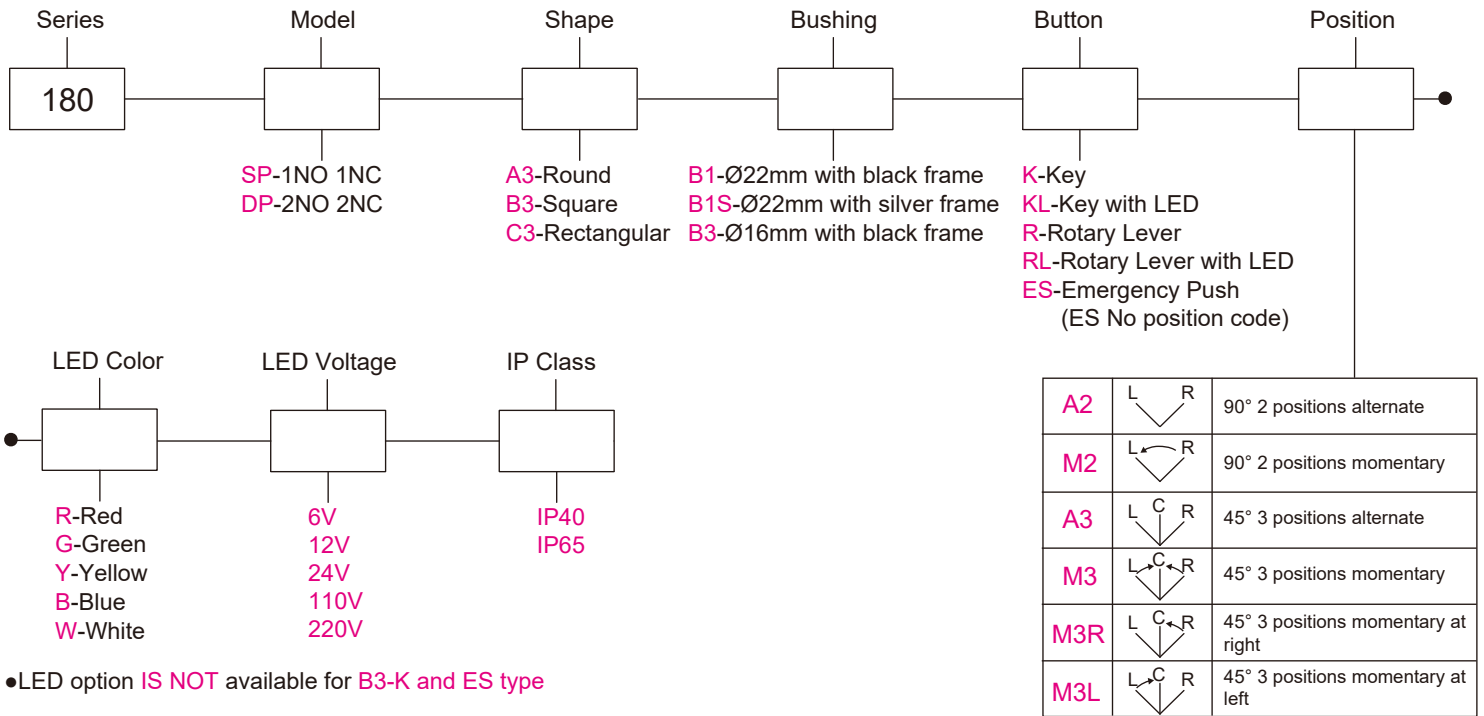 Series Model Shape Bushing Button Position
180
SP-1NO 1NC
DP-2NO 2NC
A3-Round
B3-Square
C3-Rectangular
B1-Ø22mm with black frame
B1S-Ø22mm with silver frame
B3-Ø16mm with black frame
K-Key
KL-Key with LED
R-Rotary Lever
RL-Rotary Lever with LED
ES-Emergency Push
(ES No position code)
LED Color LED Voltage IP Class
R-Red
G-Green
Y-Yellow
B-Blue
W-White
6V
12V
24V
110V
220V
IP40
IP65
A2 L R 90° 2 positions alternate
M2 L R 90° 2 positions momentary
A3 L C R 45° 3 positions alternate
M3 L C R 45° 3 positions momentary
M3R L C R 45° 3 positions momentary at
right
M3L L C R 45° 3 positions momentary at
left
●LED option IS NOT available for B3-K and ES type